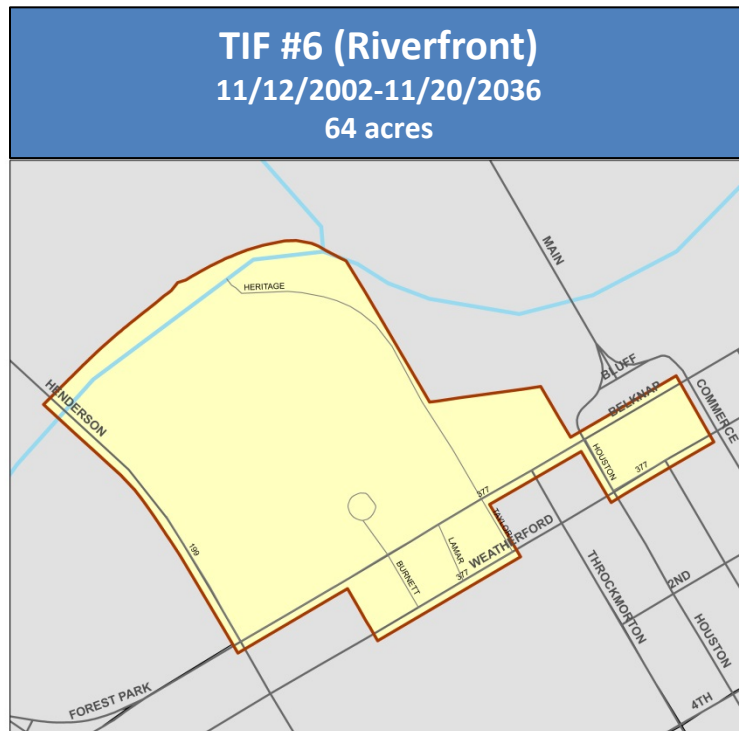 TIF #6 (Riverfront)
11/12/2002-11/20/2036
64 acres
MAIN
HERITAGE
BLUFF
HENDERSON
BELKNAP
COMMERCE
HOUSTON
377
377
TAYLOR
199
LAMAR
WEATHERFORD
377
BURNETT
THROCKMORTON
2ND
HOUSTON
FOREST PARK
4TH